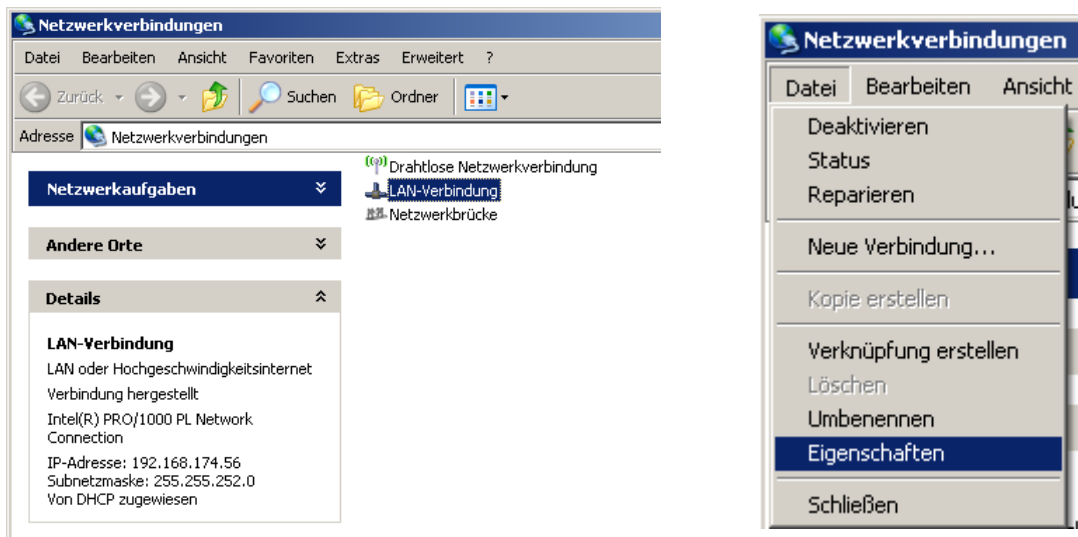 Netzwerkverbindungen
Datei Bearbeiten Ansicht Favoriten Extras Erweitert ?
Zurück Suchen Ordner
Adresse Netzwerkverbindungen
Netzwerkaufgaben
Andere Orte
Details
LAN-Verbindung
LAN oder Hochgeschwindigkeitsinternet
Verbindung hergestellt
Intel(R) PRO/1000 PL Network
Connection
IP-Adresse: 192.168.174.56
Subnetzmaske: 255.255.252.0
Von DHCP zugewiesen
Drahtlose Netzwerkverbindung
LAN-Verbindung
Netzwerkbrücke
Netzwerkverbindungen
Datei Bearbeiten Ansicht
Deaktivieren
Status
Reparieren
Neue Verbindung...
Kopie erstellen
Verknüpfung erstellen
Löschen
Umbenennen
Eigenschaften
Schließen